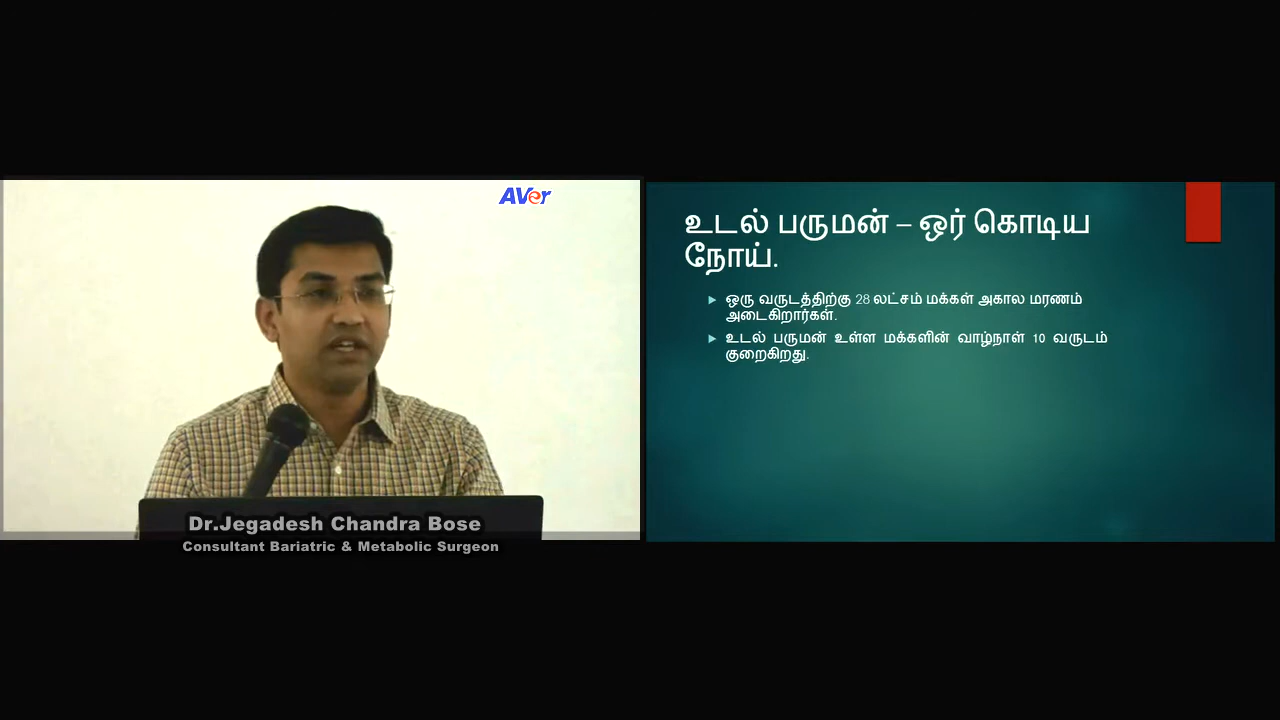 AVer
Dr.Jegadesh Chandra Bose
Consultant Bariatric & Metabolic Surgeon
உடல் பருமன் – ஒர் கொடிய
நோய்.
ஒரு வருடத்திற்கு 28 லட்சம் மக்கள் அகால மரணம்
அடைகிறார்கள்.
உடல் பருமன் உள்ள மக்களின் வாழ்நாள் 10 வருடம்
குறைகிறது.